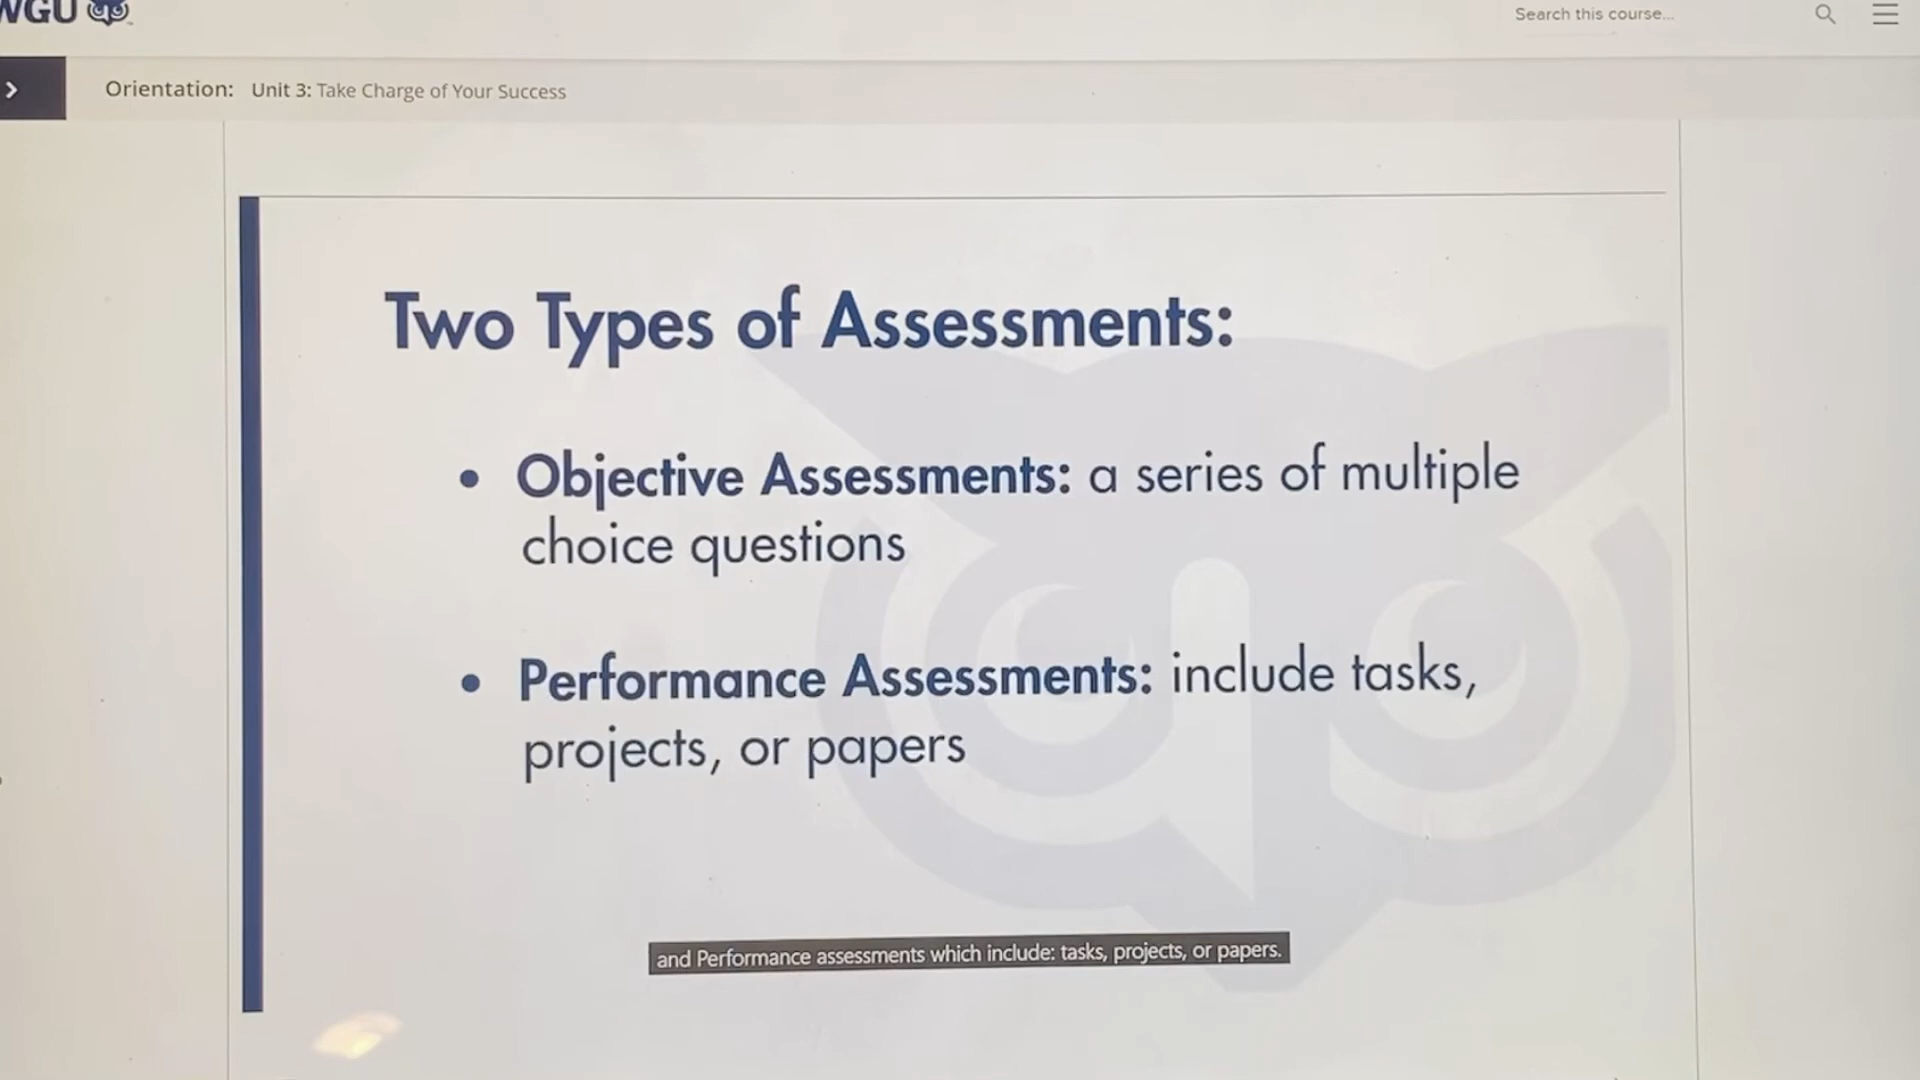 WGU
Search this course...
Orientation: Unit 3: Take Charge of Your Success
Two Types of Assessments:
• Objective Assessments: a series of multiple
choice questions
• Performance Assessments: include tasks,
projects, or papers
and Performance assessments which include: tasks, projects, or papers.